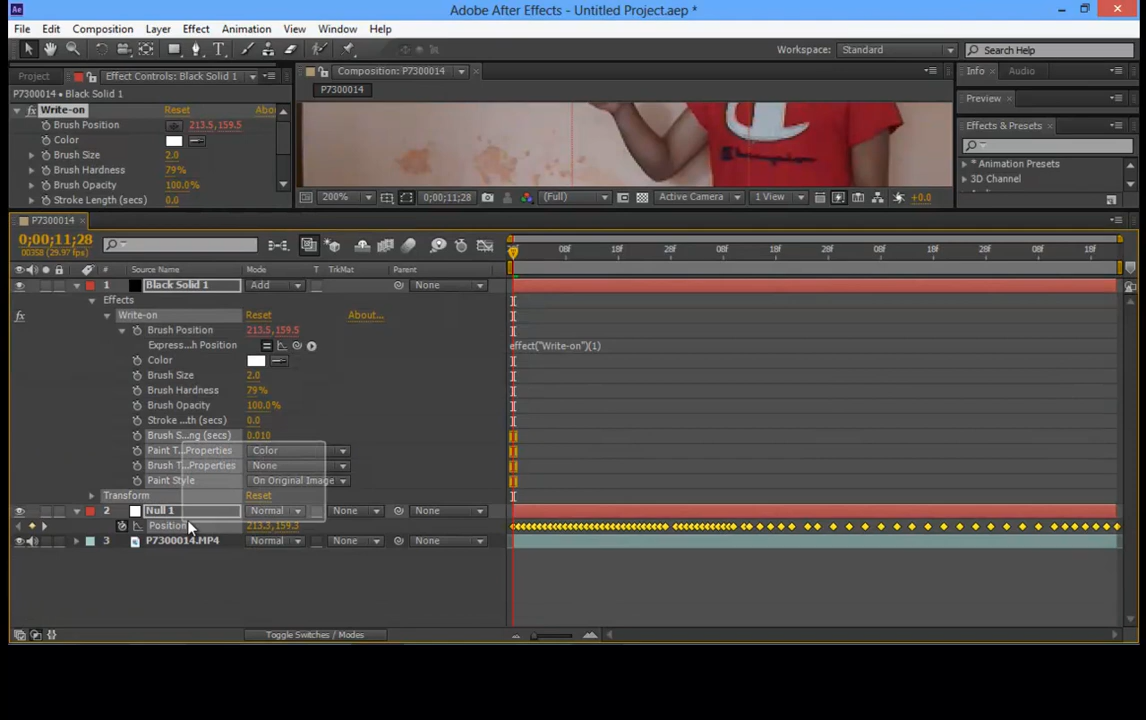 Ae Adobe After Effects - Untitled Project.aep *
File Edit Composition Layer Effect Animation View Window Help
Workspace: Standard Search Help
Project Effect Controls: Black Solid 1 Composition: P7300014 Info Audio
P7300014 • Black Solid 1 P7300014 Preview
fx Write-on Reset Abo
Brush Position 213.5,159.5 Effects & Presets
Color
Brush Size 2.0
* Animation Presets
Brush Hardness 79%
3D Channel
Brush Opacity 100.0%
Stroke Length (secs) 0.0 200% 0;00;11;28 (Full) Active Camera 1 View +0.0
P7300014
0;00;11;28
00358 (29.97 fps)
08f 18f 28f 08f 18f 28f 08f 18f 28f 08f 18f
# Source Name Mode T TrkMat Parent
1 Black Solid 1 Add None
Effects
fx Write-on Reset About...
Brush Position 213.5,159.5
Express...h Position effect("Write-on")(1)
Color
Brush Size 2.0
Brush Hardness 79%
Brush Opacity 100.0%
Stroke ...th (secs) 0.0
Brush S...ng (secs) 0.010
Paint T...Properties Color
Brush T...Properties None
Paint Style On Original Image
Transform Reset
2 Null 1 Normal None None
Position 213.3,159.3
3 P7300014.MP4 Normal None None
Toggle Switches / Modes